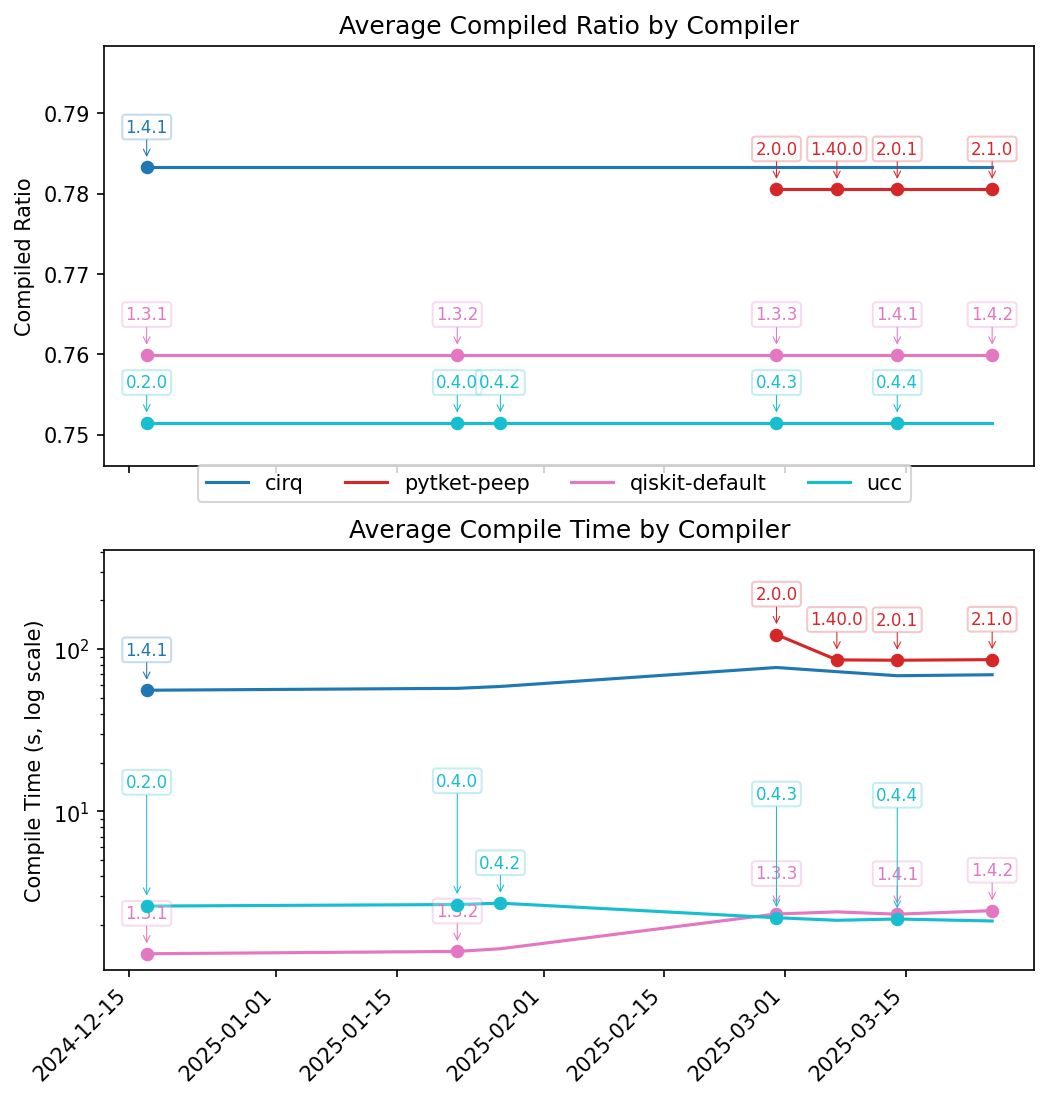 Average Compiled Ratio by Compiler
Compiled Ratio
0.79
0.78
0.77
0.76
0.75
1.4.1
2.0.0 1.40.0 2.0.1 2.1.0
1.3.1 1.3.2 1.3.3 1.4.1 1.4.2
0.2.0 0.4.0 0.4.2 0.4.3 0.4.4
cirq pytket-peep qiskit-default ucc
Average Compile Time by Compiler
Compile Time (s, log scale)
10²
10¹
2.0.0
1.40.0 2.0.1 2.1.0
1.4.1
0.2.0 0.4.0 0.4.3 0.4.4
0.4.2 1.3.3 1.4.1 1.4.2
1.3.1 1.3.2
2024-12-15 2025-01-01 2025-01-15 2025-02-01 2025-02-15 2025-03-01 2025-03-15